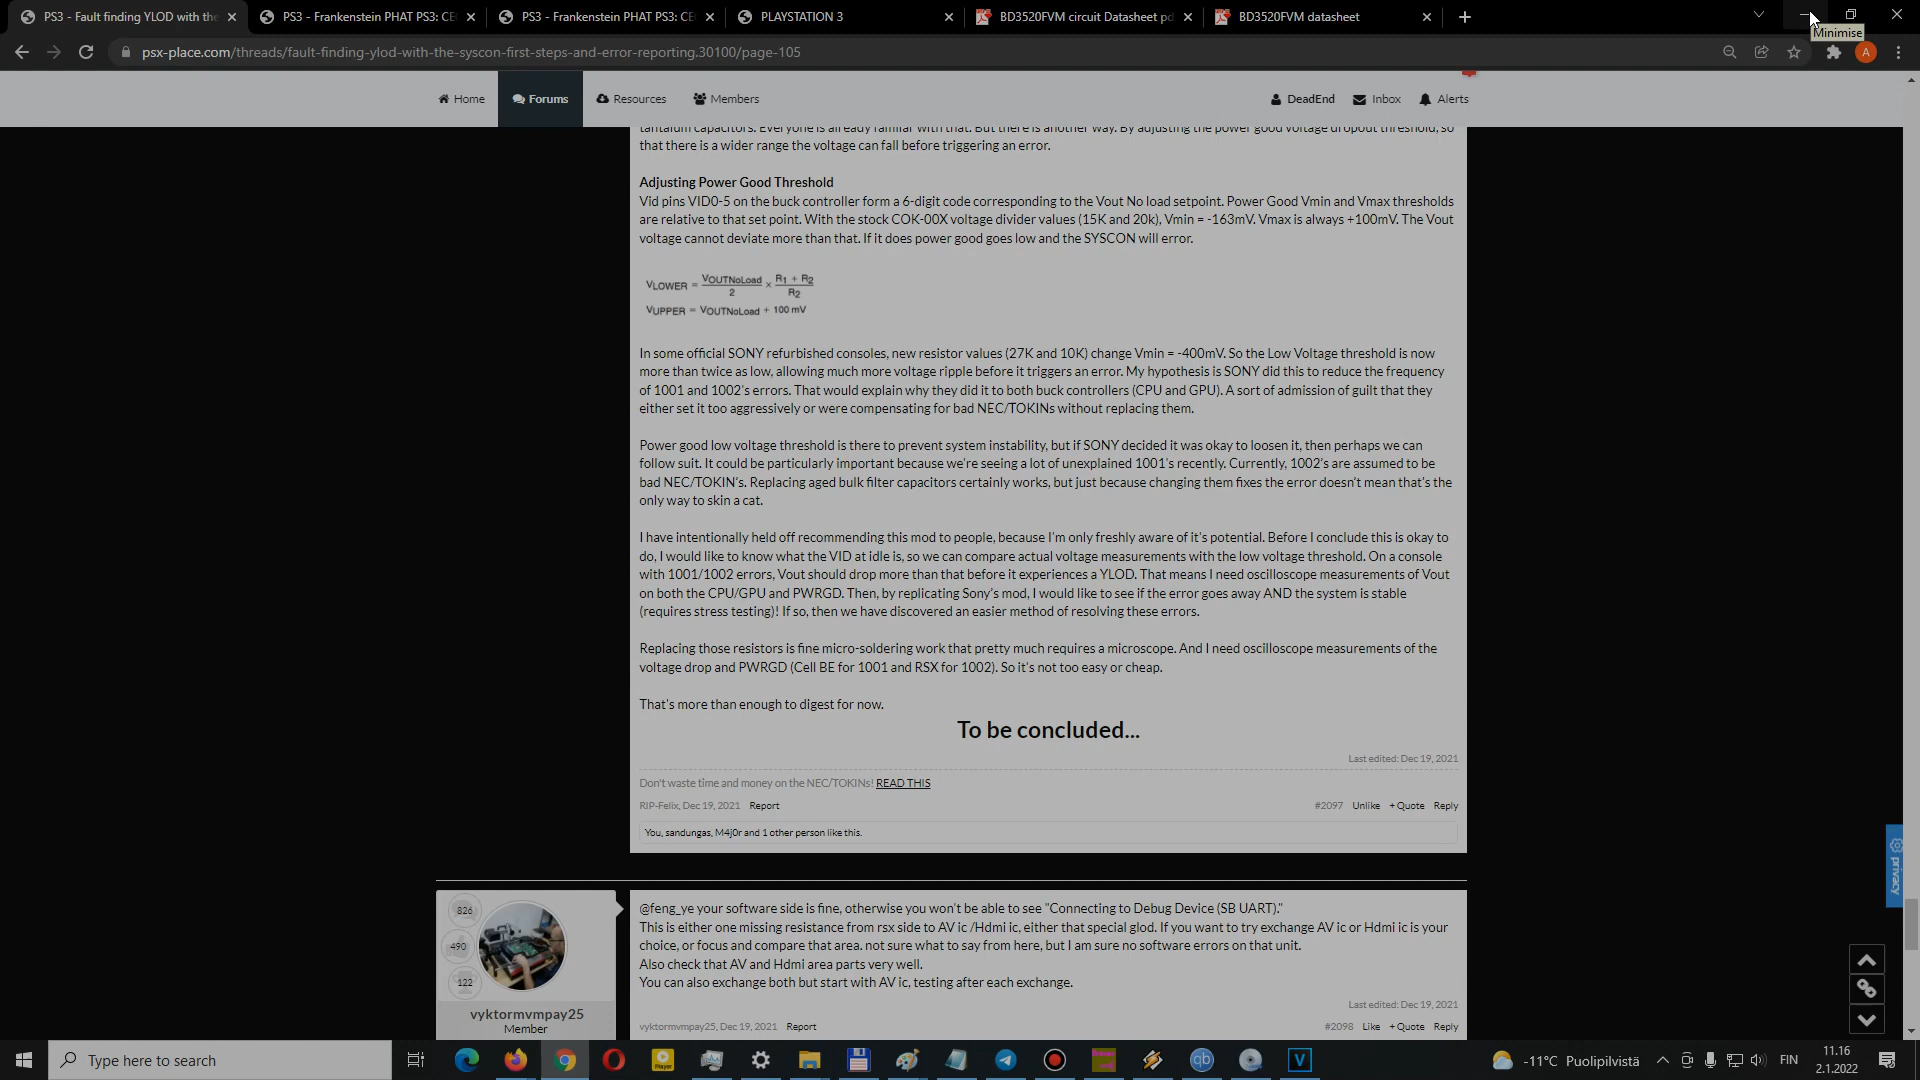 PS3 - Fault finding YLOD with the
PS3 - Frankenstein PHAT PS3: CE
PS3 - Frankenstein PHAT PS3: CE
PLAYSTATION 3
BD3520FVM circuit Datasheet pd
BD3520FVM datasheet
Minimise
psx-place.com/threads/fault-finding-ylod-with-the-syscon-first-steps-and-error-reporting.30100/page-105
A
Home
Forums
Resources
Members
DeadEnd
Inbox
Alerts
tantalum capacitors. Everyone is already familiar with that. But there is another way. By adjusting the power good voltage dropout threshold, so
that there is a wider range the voltage can fall before triggering an error.
Adjusting Power Good Threshold
Vid pins VID0-5 on the buck controller form a 6-digit code corresponding to the Vout No load setpoint. Power Good Vmin and Vmax thresholds
are relative to that set point. With the stock COK-00X voltage divider values (15K and 20k), Vmin = -163mV. Vmax is always +100mV. The Vout
voltage cannot deviate more than that. If it does power good goes low and the SYSCON will error.
VLOWER = VOUTNoLoad / 2 × R1 + R2 / R2
VUPPER = VOUTNoLoad + 100 mV
In some official SONY refurbished consoles, new resistor values (27K and 10K) change Vmin = -400mV. So the Low Voltage threshold is now
more than twice as low, allowing much more voltage ripple before it triggers an error. My hypothesis is SONY did this to reduce the frequency
of 1001 and 1002's errors. That would explain why they did it to both buck controllers (CPU and GPU). A sort of admission of guilt that they
either set it too aggressively or were compensating for bad NEC/TOKINs without replacing them.
Power good low voltage threshold is there to prevent system instability, but if SONY decided it was okay to loosen it, then perhaps we can
follow suit. It could be particularly important because we're seeing a lot of unexplained 1001's recently. Currently, 1002's are assumed to be
bad NEC/TOKIN's. Replacing aged bulk filter capacitors certainly works, but just because changing them fixes the error doesn't mean that's the
only way to skin a cat.
I have intentionally held off recommending this mod to people, because I'm only freshly aware of it's potential. Before I conclude this is okay to
do, I would like to know what the VID at idle is, so we can compare actual voltage measurements with the low voltage threshold. On a console
with 1001/1002 errors, Vout should drop more than that before it experiences a YLOD. That means I need oscilloscope measurements of Vout
on both the CPU/GPU and PWRGD. Then, by replicating Sony's mod, I would like to see if the error goes away AND the system is stable
(requires stress testing)! If so, then we have discovered an easier method of resolving these errors.
Replacing those resistors is fine micro-soldering work that pretty much requires a microscope. And I need oscilloscope measurements of the
voltage drop and PWRGD (Cell BE for 1001 and RSX for 1002). So it's not too easy or cheap.
That's more than enough to digest for now.
To be concluded...
Last edited: Dec 19, 2021
Don't waste time and money on the NEC/TOKINs! READ THIS
RIP-Felix, Dec 19, 2021 Report
#2097 Unlike + Quote Reply
You, sandungas, M4j0r and 1 other person like this.
privacy
826
490
122
vyktormvmpay25
Member
@feng_ye your software side is fine, otherwise you won't be able to see "Connecting to Debug Device (SB UART)."
This is either one missing resistance from rsx side to AV ic /Hdmi ic, either that special glod. If you want to try exchange AV ic or Hdmi ic is your
choice, or focus and compare that area. not sure what to say from here, but I am sure no software errors on that unit.
Also check that AV and Hdmi area parts very well.
You can also exchange both but start with AV ic, testing after each exchange.
Last edited: Dec 19, 2021
vyktormvmpay25, Dec 19, 2021 Report
#2098 Like + Quote Reply
Type here to search
Player
qb
V
-11°C Puolipilvistä
FIN
11.16
2.1.2022